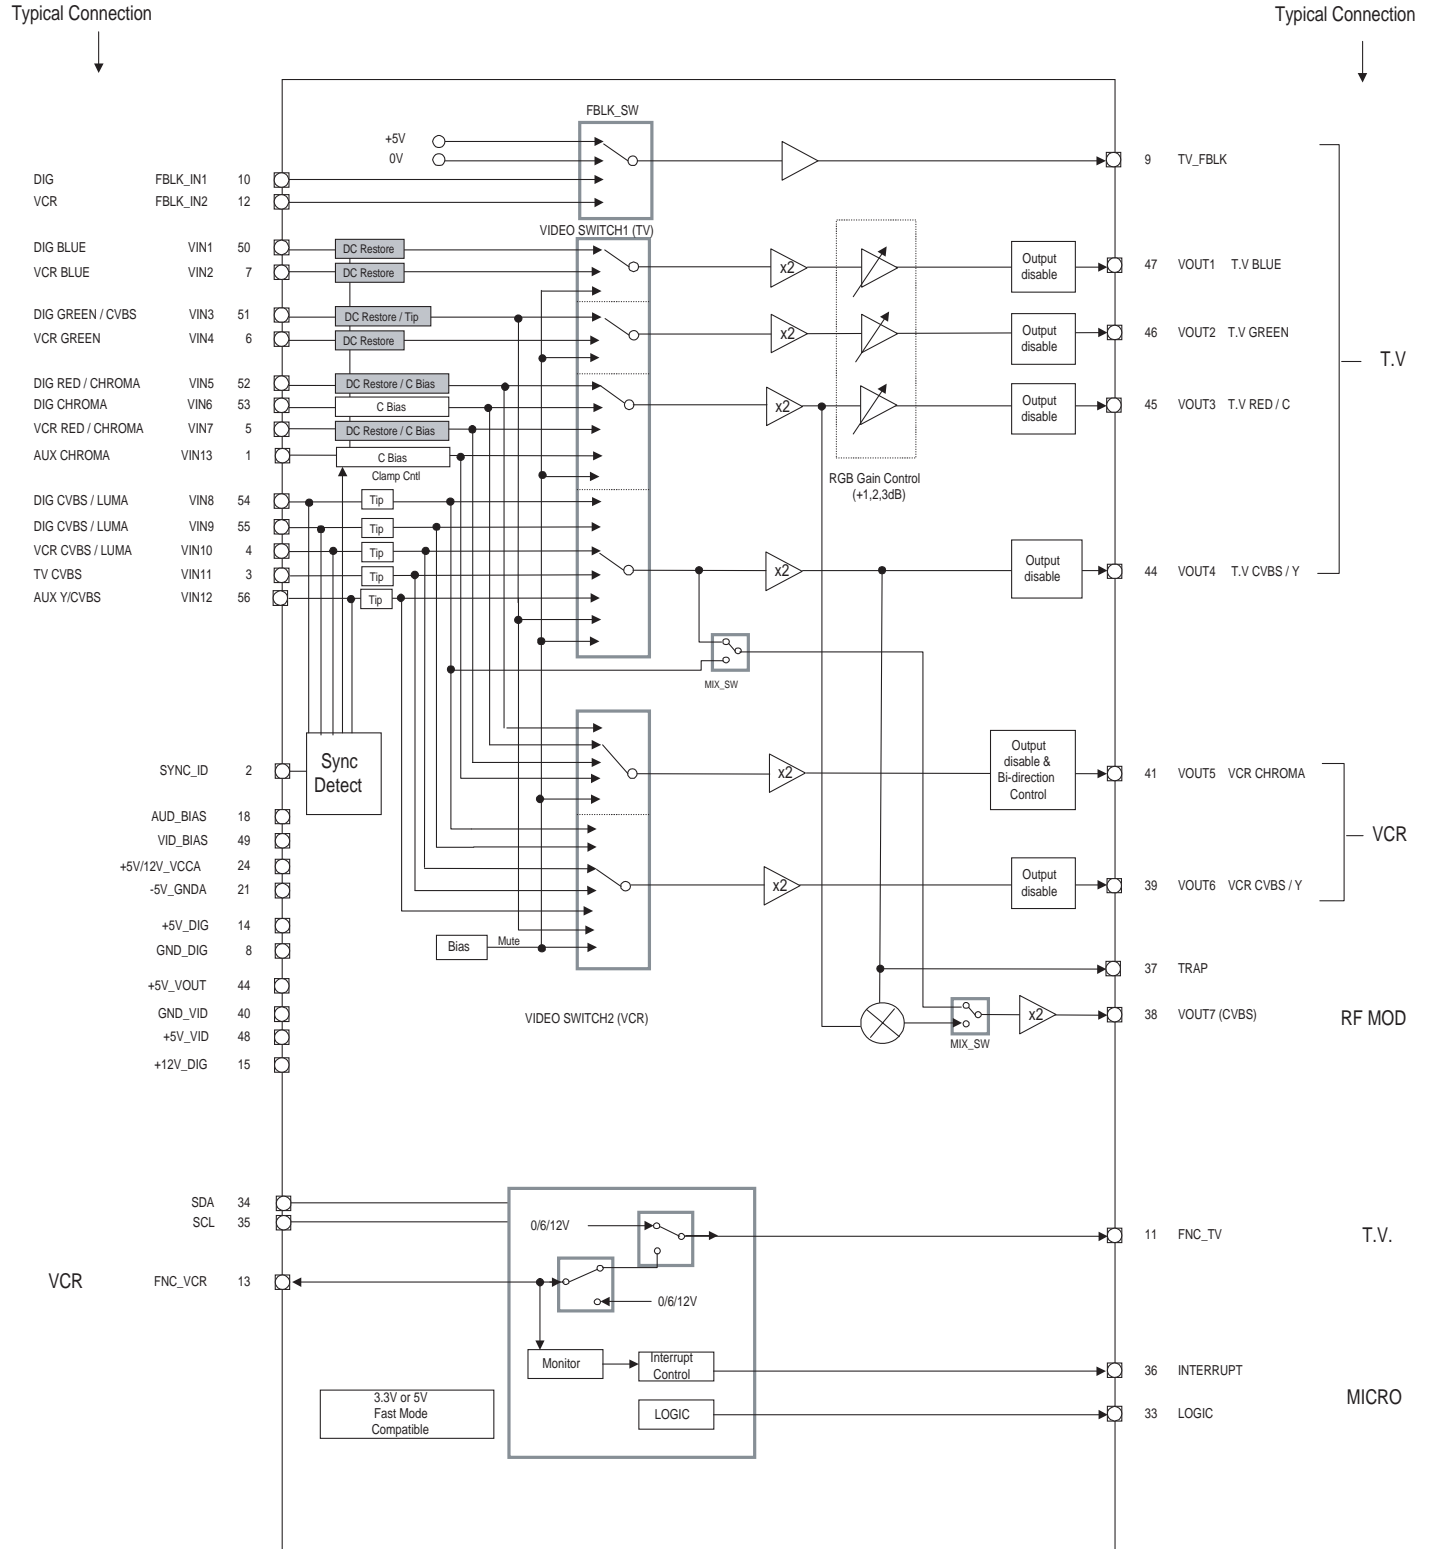 Typical Connection
Typical Connection
FBLK_SW
+5V
0V
9 TV_FBLK
DIG FBLK_IN1 10
VCR FBLK_IN2 12
VIDEO SWITCH1 (TV)
DIG BLUE VIN1 50 DC Restore
VCR BLUE VIN2 7 DC Restore
x2
Output
disable
47 VOUT1 T.V BLUE
DIG GREEN / CVBS VIN3 51 DC Restore / Tip
VCR GREEN VIN4 6 DC Restore
x2
Output
disable
46 VOUT2 T.V GREEN
T.V
DIG RED / CHROMA VIN5 52 DC Restore / C Bias
DIG CHROMA VIN6 53 C Bias
VCR RED / CHROMA VIN7 5 DC Restore / C Bias
AUX CHROMA VIN13 1 C Bias
Clamp Cntl
x2
Output
disable
45 VOUT3 T.V RED / C
RGB Gain Control
(+1,2,3dB)
DIG CVBS / LUMA VIN8 54 Tip
DIG CVBS / LUMA VIN9 55 Tip
VCR CVBS / LUMA VIN10 4 Tip
TV CVBS VIN11 3 Tip
AUX Y/CVBS VIN12 56 Tip
x2
Output
disable
44 VOUT4 T.V CVBS / Y
MIX_SW
SYNC_ID 2
Sync
Detect
x2
Output
disable &
Bi-direction
Control
41 VOUT5 VCR CHROMA
VCR
AUD_BIAS 18
VID_BIAS 49
+5V/12V_VCCA 24
-5V_GNDA 21
x2
Output
disable
39 VOUT6 VCR CVBS / Y
+5V_DIG 14
GND_DIG 8
Bias Mute
37 TRAP
+5V_VOUT 44
GND_VID 40
+5V_VID 48
+12V_DIG 15
VIDEO SWITCH2 (VCR)
MIX_SW
x2
38 VOUT7 (CVBS)
RF MOD
SDA 34
SCL 35
0/6/12V
11 FNC_TV
T.V.
VCR FNC_VCR 13
0/6/12V
Monitor
Interrupt
Control
36 INTERRUPT
MICRO
3.3V or 5V
Fast Mode
Compatible
LOGIC
33 LOGIC